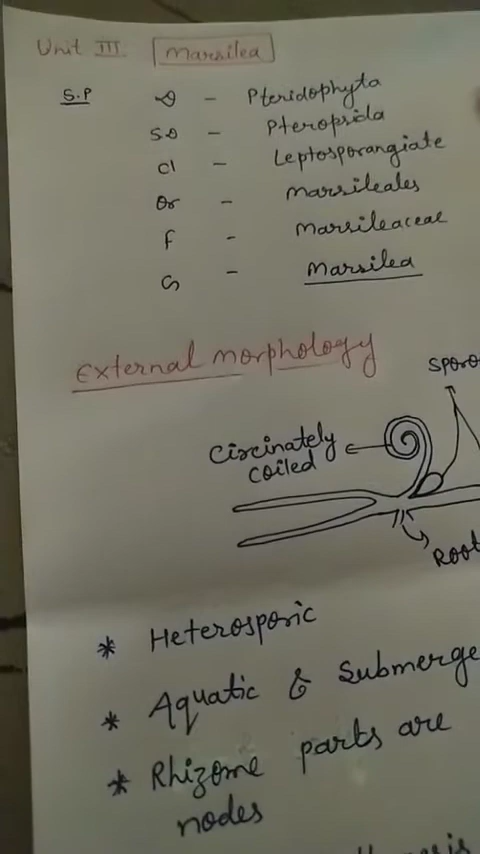 Unit III Marsilea
S.P D - Pteridophyta
S.D - Pteropsida
Cl - Leptosporangiate
Or - Marsileales
F - Marsileaceae
G - Marsilea
External morphology
Sporo
Circinately
coiled
Root
* Heterosporic
* Aquatic & Submerge
* Rhizome parts are
nodes